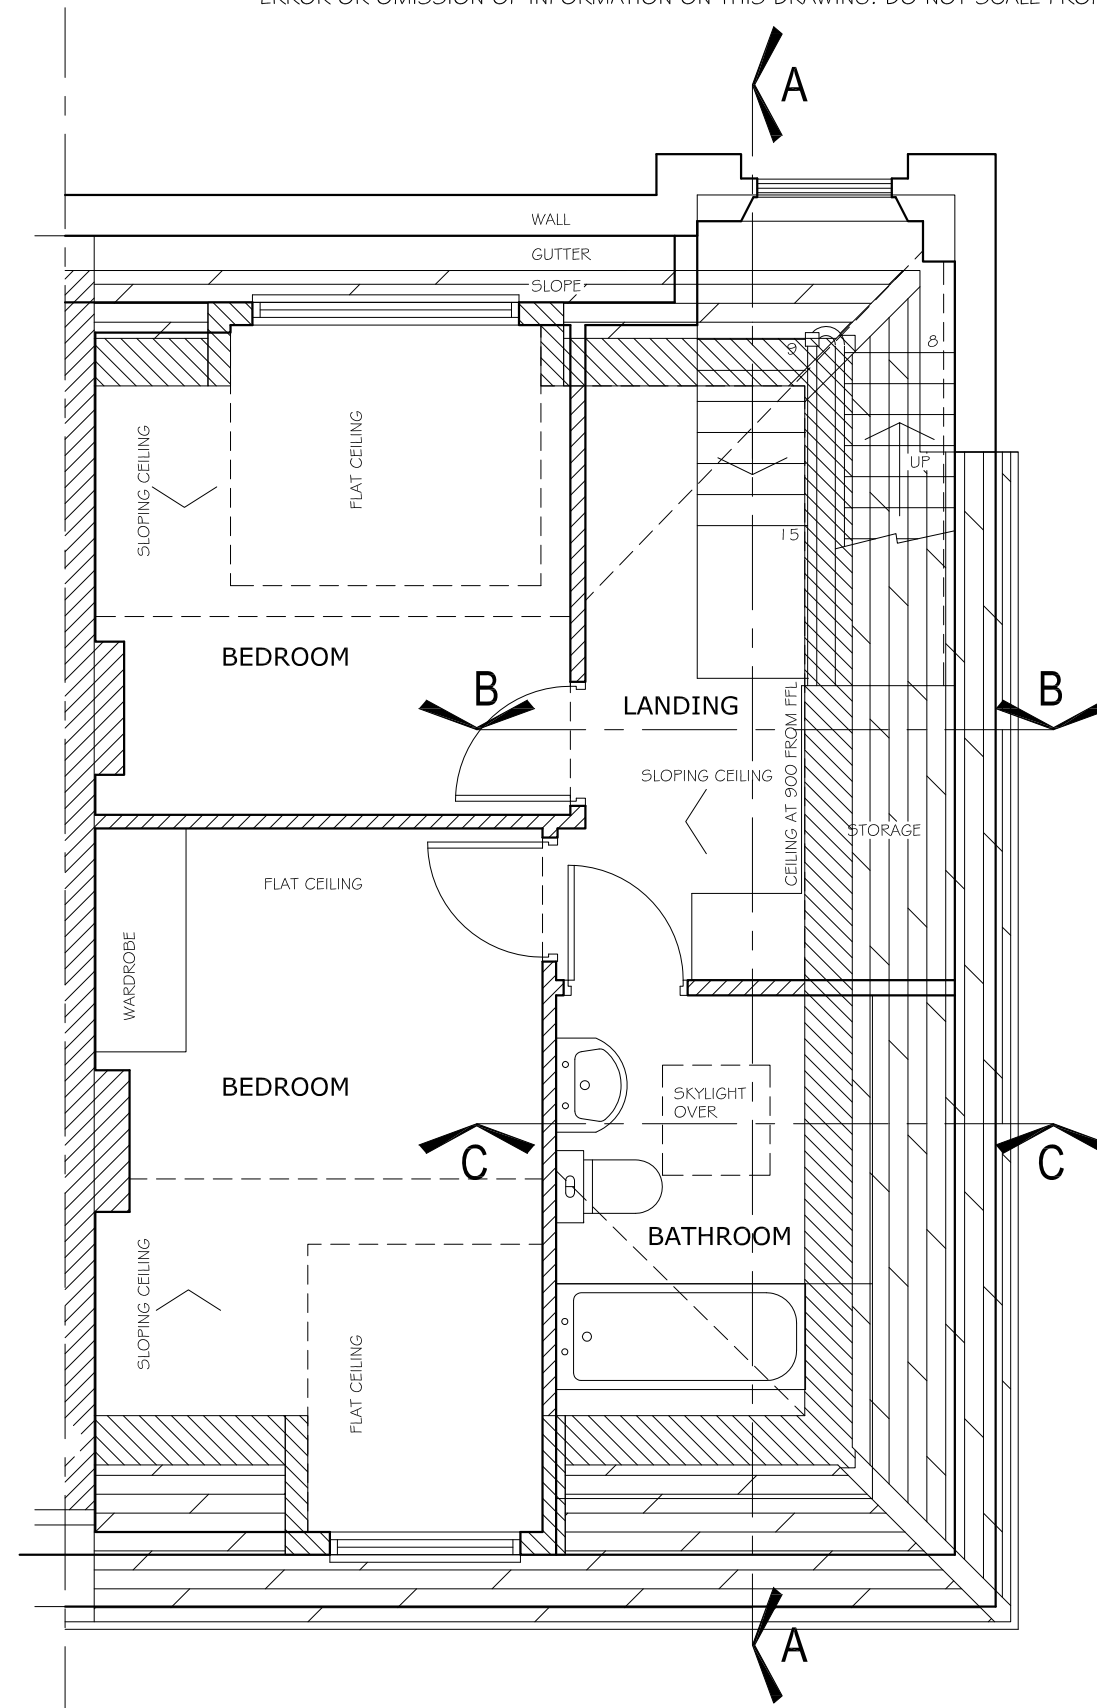 ERROR OR OMISSION OF INFORMATION ON THIS DRAWING. DO NOT SCALE FROM
A
WALL
GUTTER
SLOPE
9
8
SLOPING CEILING
FLAT CEILING
UP
15
BEDROOM
B
LANDING
B
CEILING AT 900 FROM FFL
SLOPING CEILING
STORAGE
FLAT CEILING
WARDROBE
BEDROOM
SKYLIGHT
OVER
C
C
BATHROOM
SLOPING CEILING
FLAT CEILING
A